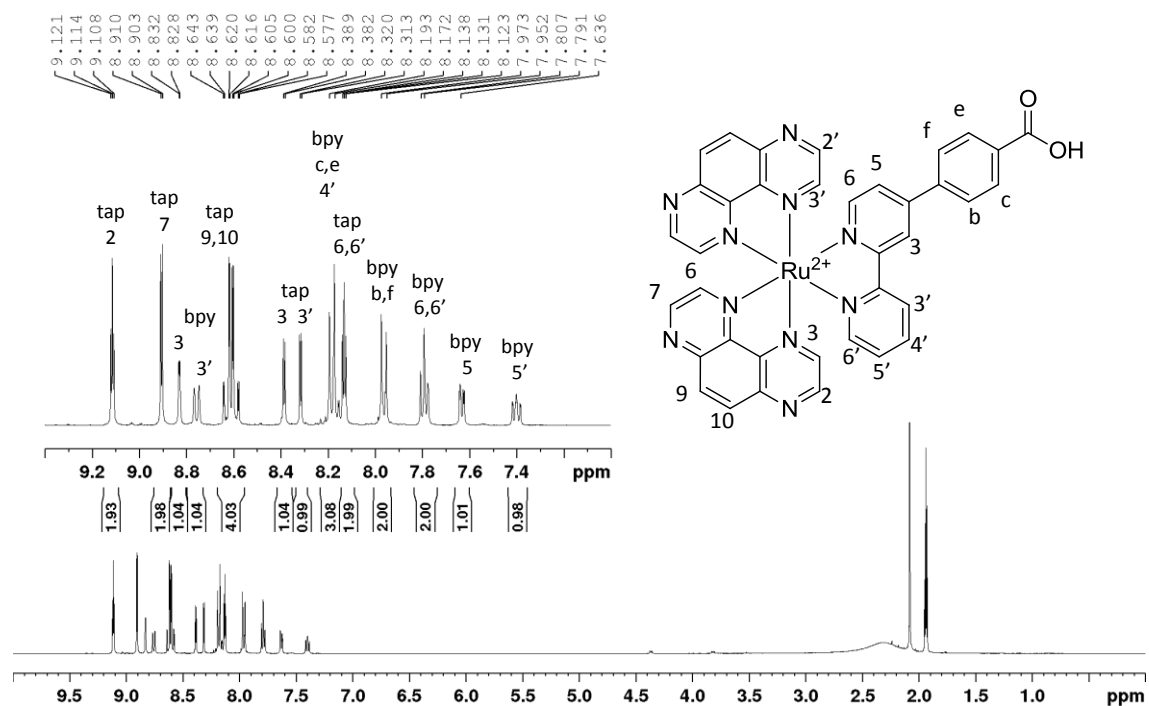 9.121
9.114
9.108
8.910
8.903
8.832
8.828
8.643
8.639
8.620
8.616
8.605
8.600
8.582
8.577
8.389
8.382
8.320
8.313
8.193
8.172
8.138
8.131
8.123
7.973
7.952
7.807
7.791
7.636
bpy
c,e
4’
tap
2
tap
7
tap
9,10
tap
6,6’
3
bpy
3’
tap
3 3’
bpy
b,f
bpy
6,6’
bpy
5
bpy
5’
9.2 9.0 8.8 8.6 8.4 8.2 8.0 7.8 7.6 7.4 ppm
1.93
1.98
1.04
1.04
4.03
1.04
0.99
3.08
1.99
2.00
2.00
1.01
0.98
O
OH
e
f
c
b
N
2’
N
3’
N
N
6
5
N
3
Ru2+
6
7
N
N
3
N
3’
N
6’
4’
5’
9
10
N
2
9.5 9.0 8.5 8.0 7.5 7.0 6.5 6.0 5.5 5.0 4.5 4.0 3.5 3.0 2.5 2.0 1.5 1.0 ppm